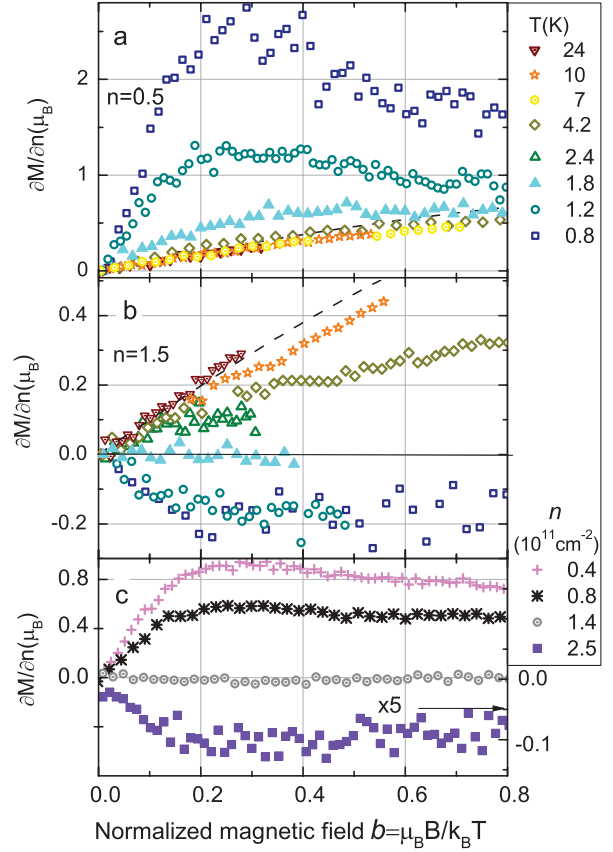 a
n=0.5
∂M/∂n(μB)
2
1
0
T(K)
24
10
7
4.2
2.4
1.8
1.2
0.8
b
n=1.5
∂M/∂n(μB)
0.4
0.2
0.0
-0.2
n
(10¹¹cm⁻²)
0.4
0.8
1.4
2.5
c
∂M/∂n(μB)
0.8
0.4
0.0
x5
0.0
-0.1
0.0 0.2 0.4 0.6 0.8
Normalized magnetic field b=μBB/kBT